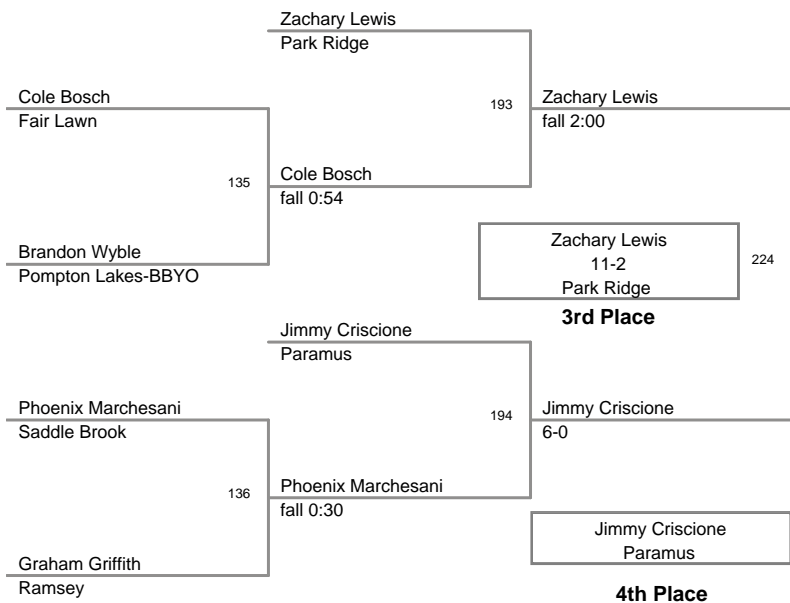 Zachary Lewis
Park Ridge
Cole Bosch
Fair Lawn
193
Zachary Lewis
fall 2:00
135
Cole Bosch
fall 0:54
Brandon Wyble
Pompton Lakes-BBYO
Zachary Lewis
11-2
Park Ridge
224
3rd Place
Jimmy Criscione
Paramus
Phoenix Marchesani
Saddle Brook
194
Jimmy Criscione
6-0
136
Phoenix Marchesani
fall 0:30
Jimmy Criscione
Paramus
Graham Griffith
Ramsey
4th Place